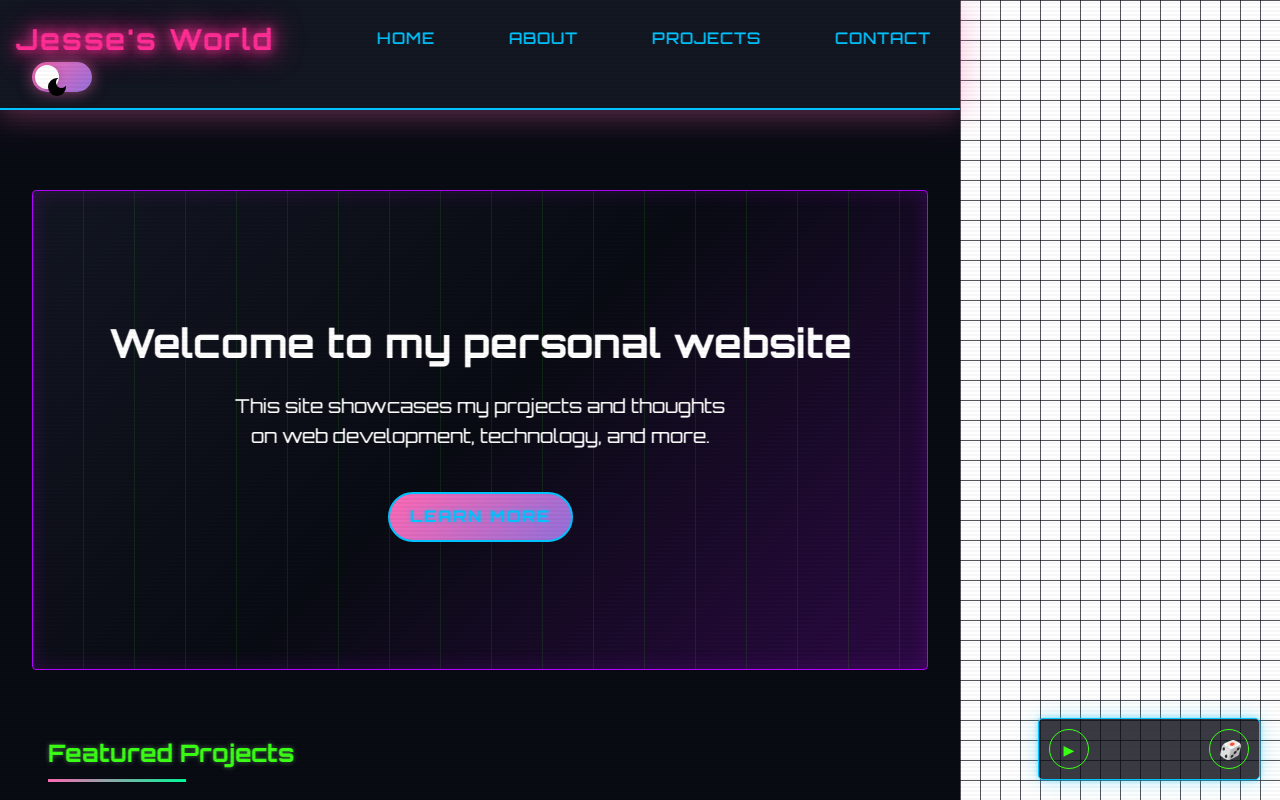 Jesse's World
HOME
ABOUT
PROJECTS
CONTACT
Welcome to my personal website
This site showcases my projects and thoughts
on web development, technology, and more.
LEARN MORE
Featured Projects